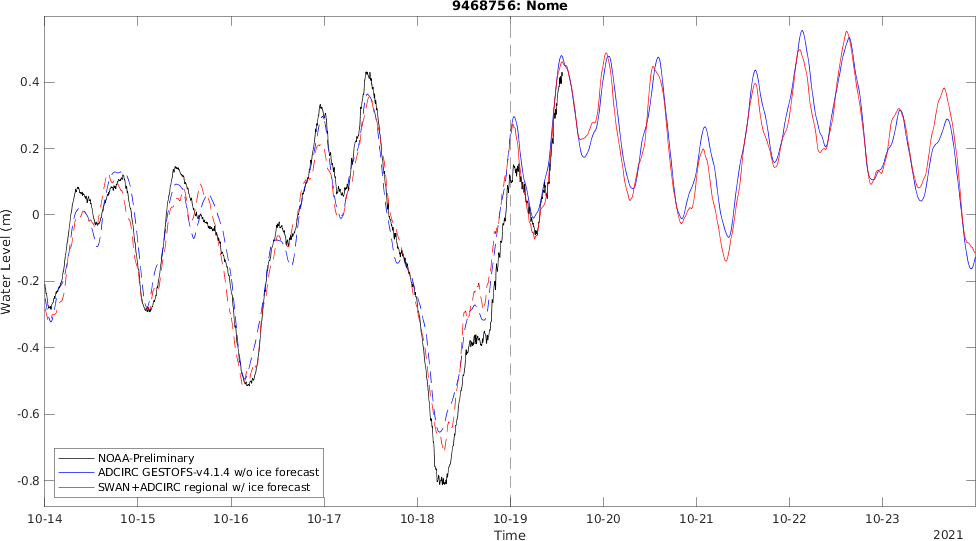 9468756: Nome
Water Level (m)
0.4
0.2
0
-0.2
-0.4
-0.6
-0.8
NOAA-Preliminary
ADCIRC GESTOFS-v4.1.4 w/o ice forecast
SWAN+ADCIRC regional w/ ice forecast
10-14 10-15 10-16 10-17 10-18 10-19 10-20 10-21 10-22 10-23
Time
2021